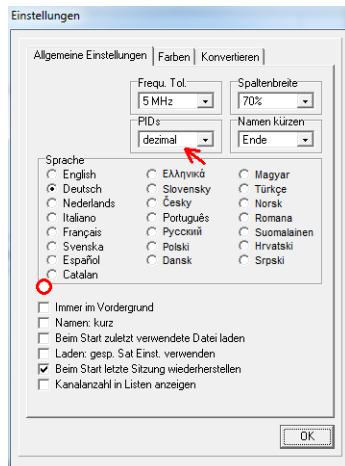 Einstellungen
Allgemeine Einstellungen Farben Konvertieren
Frequ. Tol. Spaltenbreite
5 MHz 70%
PIDs Namen kürzen
dezimal Ende
Sprache
English Ελληνικά Magyar
Deutsch Slovensky Türkçe
Nederlands Česky Norsk
Italiano Português Romana
Français Русский Suomalainen
Svenska Polski Hrvatski
Español Dansk Srpski
Catalan
Immer im Vordergrund
Namen: kurz
Beim Start zuletzt verwendete Datei laden
Laden: gesp. Sat Einst. verwenden
Beim Start letzte Sitzung wiederherstellen
Kanalanzahl in Listen anzeigen
OK